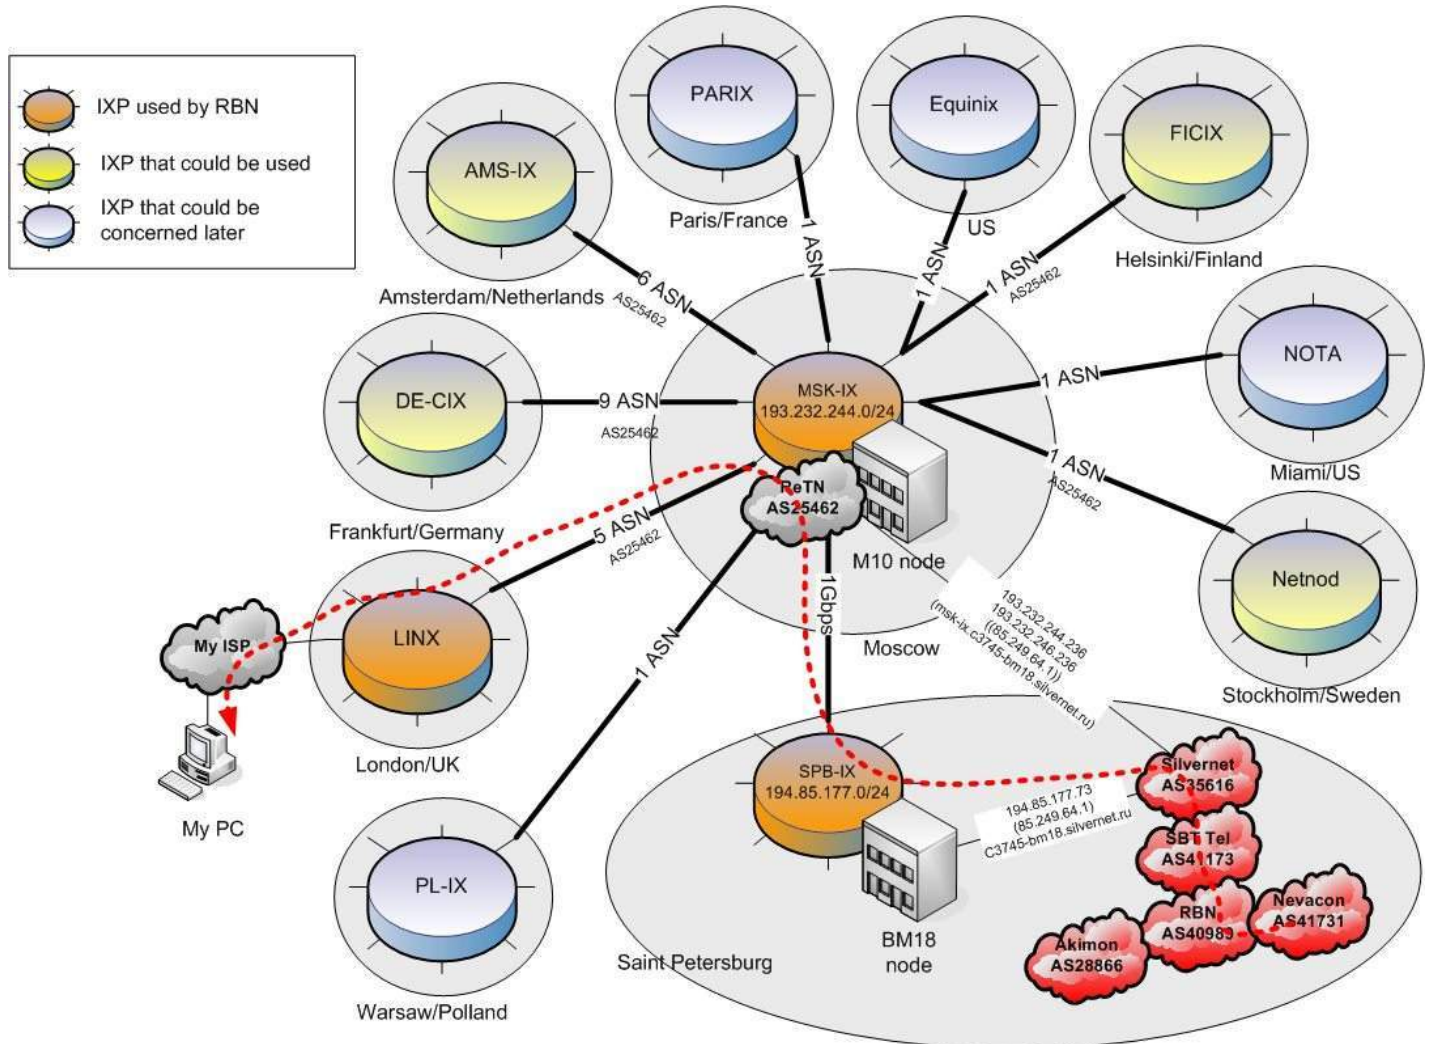 IXP used by RBN
IXP that could be used
IXP that could be
concerned later
AMS-IX
Amsterdam/Netherlands
PARIX
Paris/France
Equinix
US
FICIX
Helsinki/Finland
6 ASN
AS25462
1 ASN
1 ASN
1 ASN
AS25462
DE-CIX
Frankfurt/Germany
9 ASN
AS25462
MSK-IX
193.232.244.0/24
1 ASN
NOTA
Miami/US
1 ASN
AS25462
Netnod
Stockholm/Sweden
ReTN
AS25462
M10 node
Moscow
5 ASN
AS25462
LINX
London/UK
My ISP
My PC
1 ASN
PL-IX
Warsaw/Polland
1Gbps
193.232.244.236
193.232.246.236
((85.249.64.1))
(msk-ix.c3745-bm18.silvernet.ru)
SPB-IX
194.85.177.0/24
194.85.177.73
(85.249.64.1)
C3745-bm18.silvernet.ru
BM18
node
Saint Petersburg
Silvernet
AS35616
SBT Tel
AS41173
RBN
AS40989
Nevacon
AS41731
Akimon
AS28866